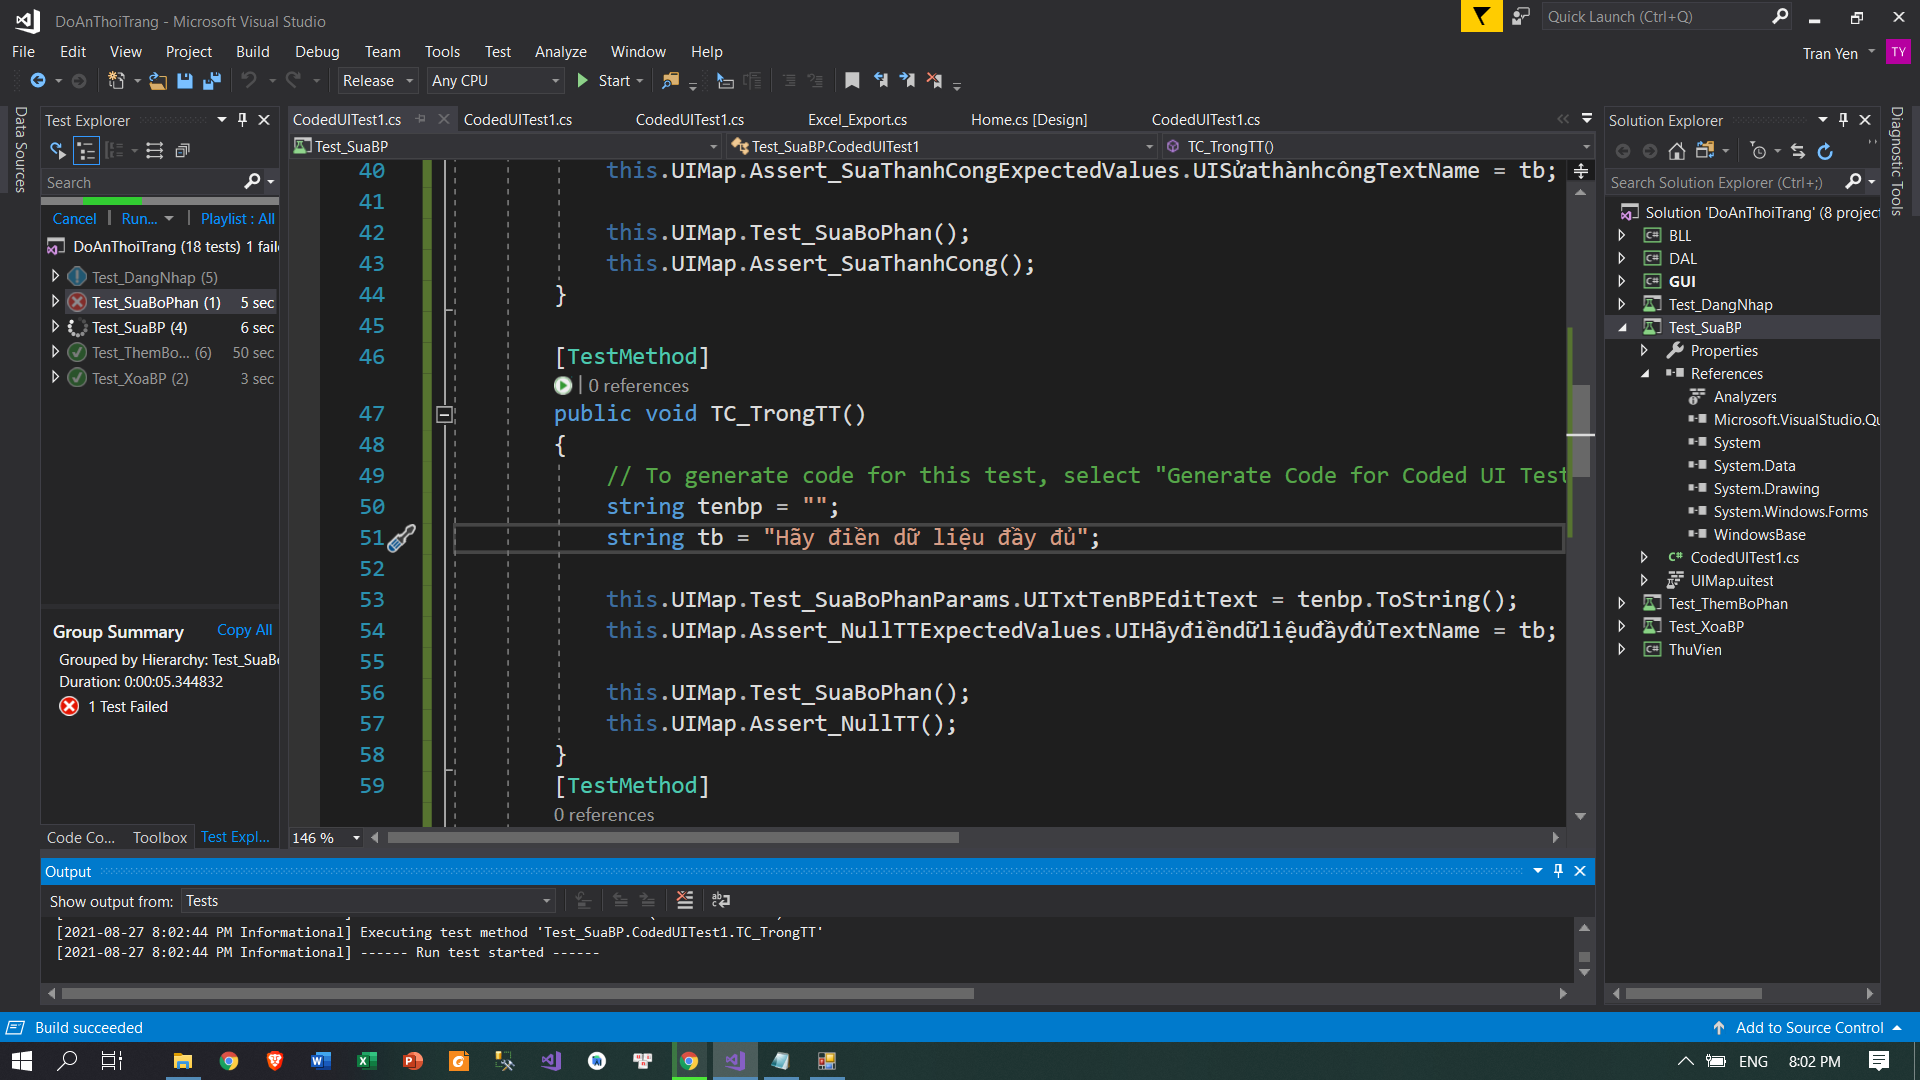 DoAnThoiTrang - Microsoft Visual Studio
Quick Launch (Ctrl+Q)
File Edit View Project Build Debug Team Tools Test Analyze Window Help
Tran Yen
TY
Release
Any CPU
Start
Data Sources
Test Explorer
Search
Cancel
Run...
Playlist : All
DoAnThoiTrang (18 tests) 1 faile
Test_DangNhap (5)
Test_SuaBoPhan (1) 5 sec
Test_SuaBP (4) 6 sec
Test_ThemBo... (6) 50 sec
Test_XoaBP (2) 3 sec
Group Summary
Copy All
Grouped by Hierarchy: Test_SuaBo
Duration: 0:00:05.344832
1 Test Failed
Code Co... Toolbox Test Expl...
CodedUITest1.cs CodedUITest1.cs CodedUITest1.cs Excel_Export.cs Home.cs [Design] CodedUITest1.cs
Test_SuaBP
Test_SuaBP.CodedUITest1
TC_TrongTT()
40 this.UIMap.Assert_SuaThanhCongExpectedValues.UISửathànhcôngTextName = tb;
41
42 this.UIMap.Test_SuaBoPhan();
43 this.UIMap.Assert_SuaThanhCong();
44 }
45
46 [TestMethod]
| 0 references
47 public void TC_TrongTT()
48 {
49 // To generate code for this test, select "Generate Code for Coded UI Tes
50 string tenbp = "";
51 string tb = "Hãy điền dữ liệu đầy đủ";
52
53 this.UIMap.Test_SuaBoPhanParams.UITxtTenBPEditText = tenbp.ToString();
54 this.UIMap.Assert_NullTTExpectedValues.UIHãyđiềndữliệuđầyđủTextName = tb;
55
56 this.UIMap.Test_SuaBoPhan();
57 this.UIMap.Assert_NullTT();
58 }
59 [TestMethod]
0 references
146 %
Output
Show output from: Tests
[2021-08-27 8:02:44 PM Informational] Executing test method 'Test_SuaBP.CodedUITest1.TC_TrongTT'
[2021-08-27 8:02:44 PM Informational] ------ Run test started ------
Solution Explorer
Search Solution Explorer (Ctrl+;)
Solution 'DoAnThoiTrang' (8 project
BLL
DAL
GUI
Test_DangNhap
Test_SuaBP
Properties
References
Analyzers
Microsoft.VisualStudio.Qu
System
System.Data
System.Drawing
System.Windows.Forms
WindowsBase
CodedUITest1.cs
UIMap.uitest
Test_ThemBoPhan
Test_XoaBP
ThuVien
Diagnostic Tools
Build succeeded
Add to Source Control
ENG
8:02 PM